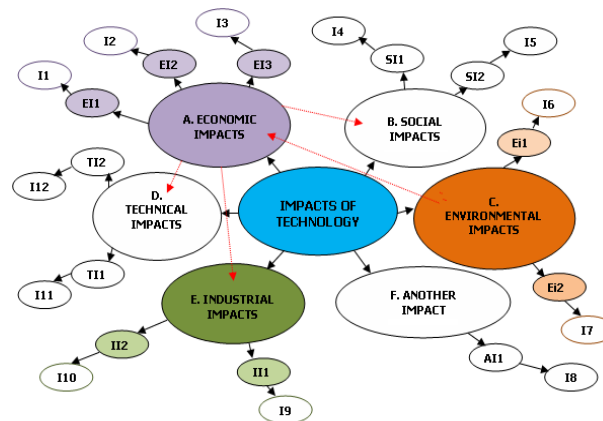 I3
I2
I4
I5
I1
EI2
EI3
SI1
SI2
EI1
I6
A. ECONOMIC
IMPACTS
B. SOCIAL
IMPACTS
Ei1
TI2
I12
D.
TECHNICAL
IMPACTS
IMPACTS OF
TECHNOLOGY
C.
ENVIRONMENTAL
IMPACTS
TI1
I11
E. INDUSTRIAL
IMPACTS
F. ANOTHER
IMPACT
Ei2
I7
II2
I10
II1
AI1
I8
I9